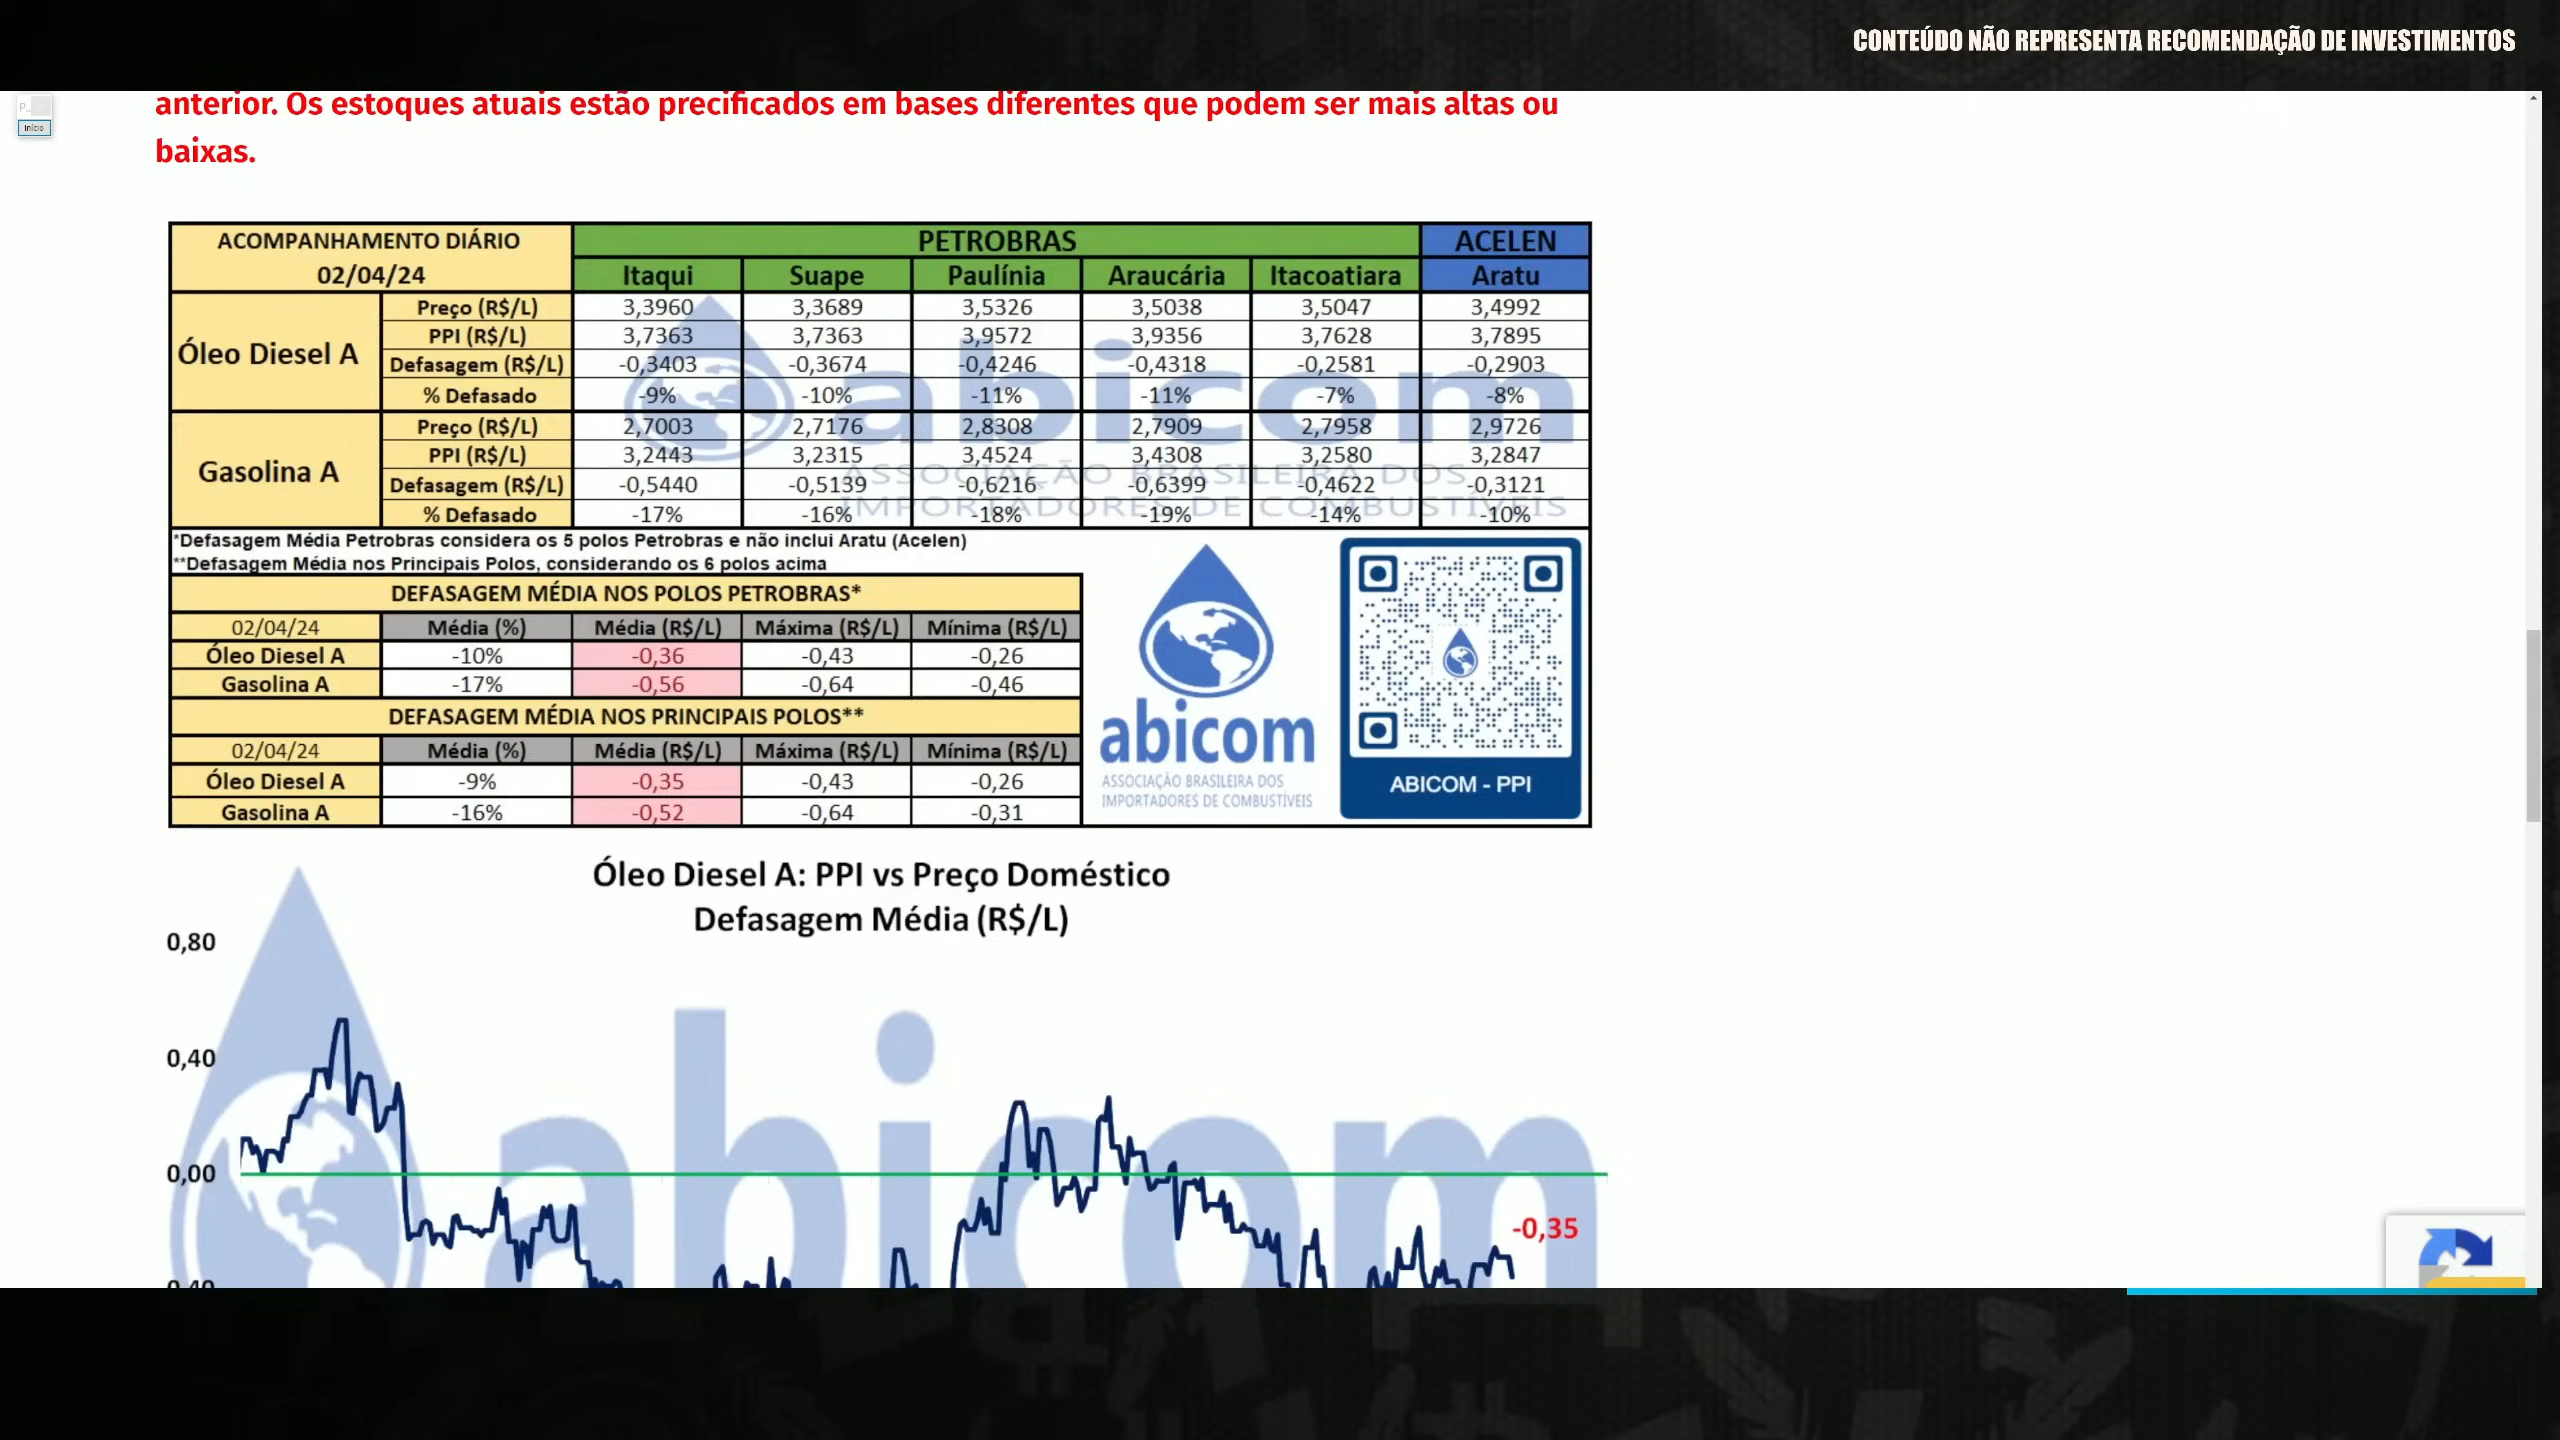 CONTEÚDO NÃO REPRESENTA RECOMENDAÇÃO DE INVESTIMENTOS
Início
anterior. Os estoques atuais estão precificados em bases diferentes que podem ser mais altas ou
baixas.
ACOMPANHAMENTO DIÁRIO
02/04/24
PETROBRAS ACELEN
Itaqui Suape Paulínia Araucária Itacoatiara Aratu
Óleo Diesel A
Preço (R$/L) 3,3960 3,3689 3,5326 3,5038 3,5047 3,4992
PPI (R$/L) 3,7363 3,7363 3,9572 3,9356 3,7628 3,7895
Defasagem (R$/L) -0,3403 -0,3674 -0,4246 -0,4318 -0,2581 -0,2903
% Defasado -9% -10% -11% -11% -7% -8%
Gasolina A
Preço (R$/L) 2,7003 2,7176 2,8308 2,7909 2,7958 2,9726
PPI (R$/L) 3,2443 3,2315 3,4524 3,4308 3,2580 3,2847
Defasagem (R$/L) -0,5440 -0,5139 -0,6216 -0,6399 -0,4622 -0,3121
% Defasado -17% -16% -18% -19% -14% -10%
abicom
ASSOCIAÇÃO BRASILEIRA DOS
IMPORTADORES DE COMBUSTÍVEIS
*Defasagem Média Petrobras considera os 5 polos Petrobras e não inclui Aratu (Acelen)
**Defasagem Média nos Principais Polos, considerando os 6 polos acima
DEFASAGEM MÉDIA NOS POLOS PETROBRAS*
02/04/24 Média (%) Média (R$/L) Máxima (R$/L) Mínima (R$/L)
Óleo Diesel A -10% -0,36 -0,43 -0,26
Gasolina A -17% -0,56 -0,64 -0,46
DEFASAGEM MÉDIA NOS PRINCIPAIS POLOS**
02/04/24 Média (%) Média (R$/L) Máxima (R$/L) Mínima (R$/L)
Óleo Diesel A -9% -0,35 -0,43 -0,26
Gasolina A -16% -0,52 -0,64 -0,31
abicom
ASSOCIAÇÃO BRASILEIRA DOS
IMPORTADORES DE COMBUSTÍVEIS
ABICOM - PPI
Óleo Diesel A: PPI vs Preço Doméstico
Defasagem Média (R$/L)
0,80
0,40
0,00
-0,35
abicom